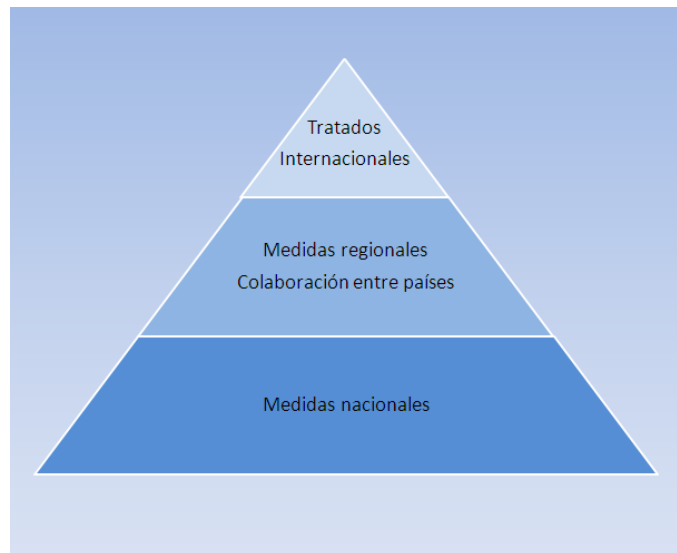 Tratados
Internacionales
Medidas regionales
Colaboración entre países
Medidas nacionales